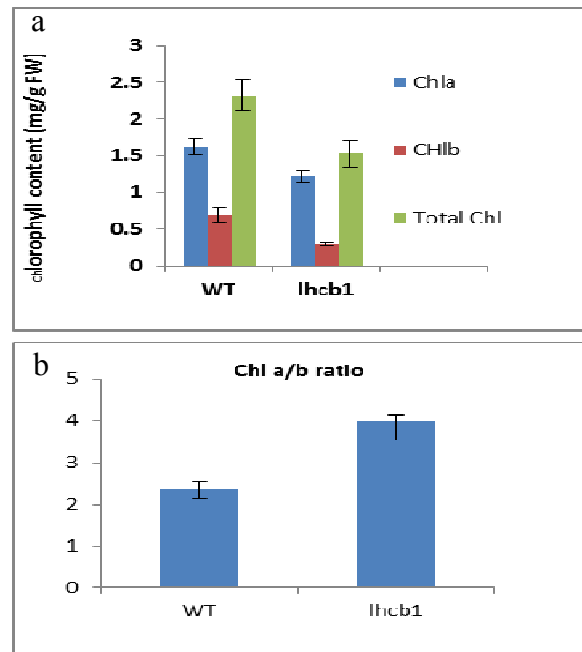 a
chlorophyll content (mg/g FW)
3
2.5
2
1.5
1
0.5
0
WT
lhcb1
Chla
CHlb
Total Chl
b
Chl a/b ratio
5
4
3
2
1
0
WT
lhcb1